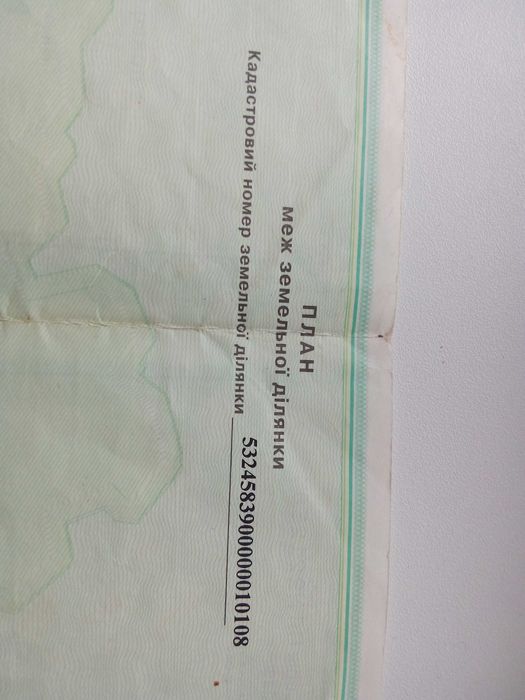 ПЛАН
меж земельної ділянки
Кадастровий номер земельної ділянки 5324583900000010108